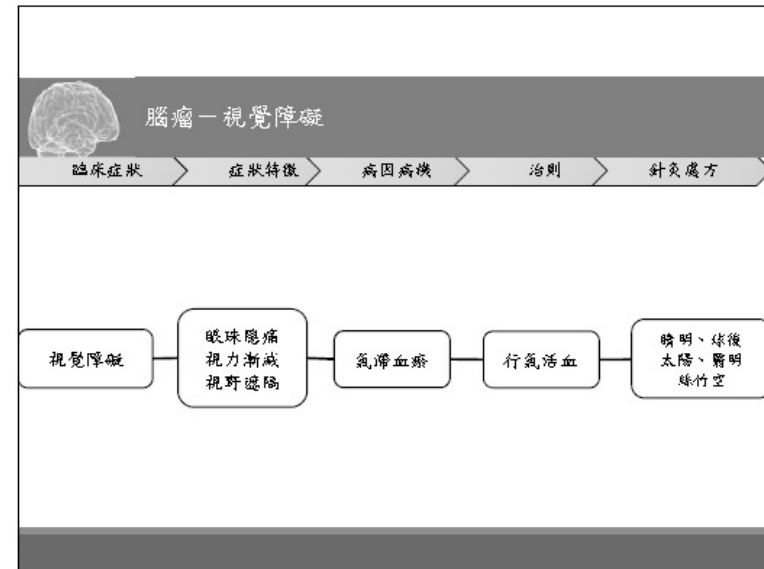 腦瘤－視覺障礙
臨床症狀
症狀特徵
病因病機
治則
針灸處方
視覺障礙
眼珠隱痛
視力漸減
視野遮隔
氣滯血瘀
行氣活血
睛明、球後
太陽、翳明
絲竹空